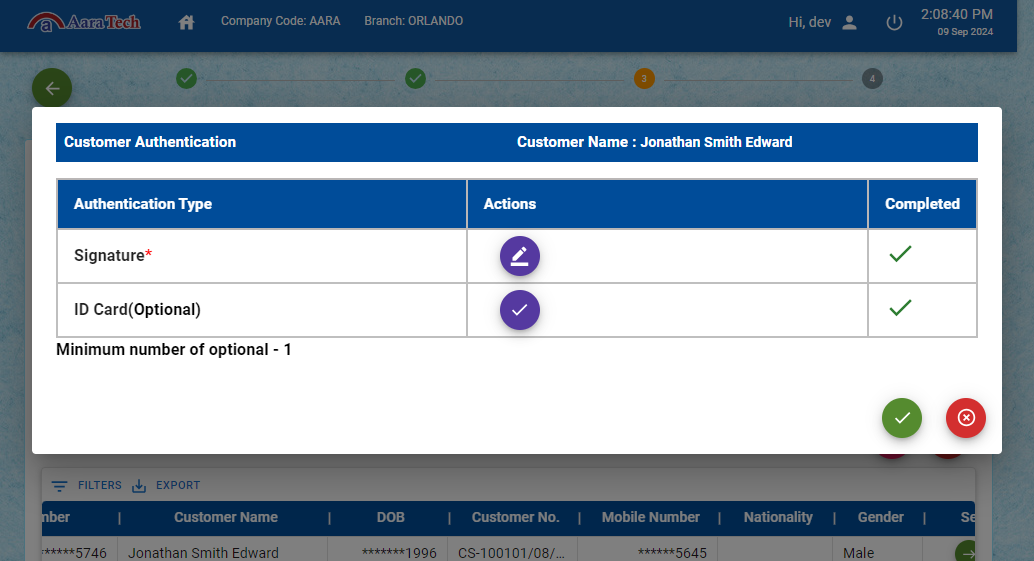 Aara Tech
Company Code: AARA
Branch: ORLANDO
Hi, dev
2:08:40 PM
09 Sep 2024
3
4
Customer Authentication
Customer Name : Jonathan Smith Edward
Authentication Type
Actions
Completed
Signature*
ID Card(Optional)
Minimum number of optional - 1
FILTERS
EXPORT
mber | Customer Name | DOB | Customer No. | Mobile Number | Nationality | Gender | Se
*****5746 Jonathan Smith Edward *******1996 CS-100101/08/... ******5645 Male